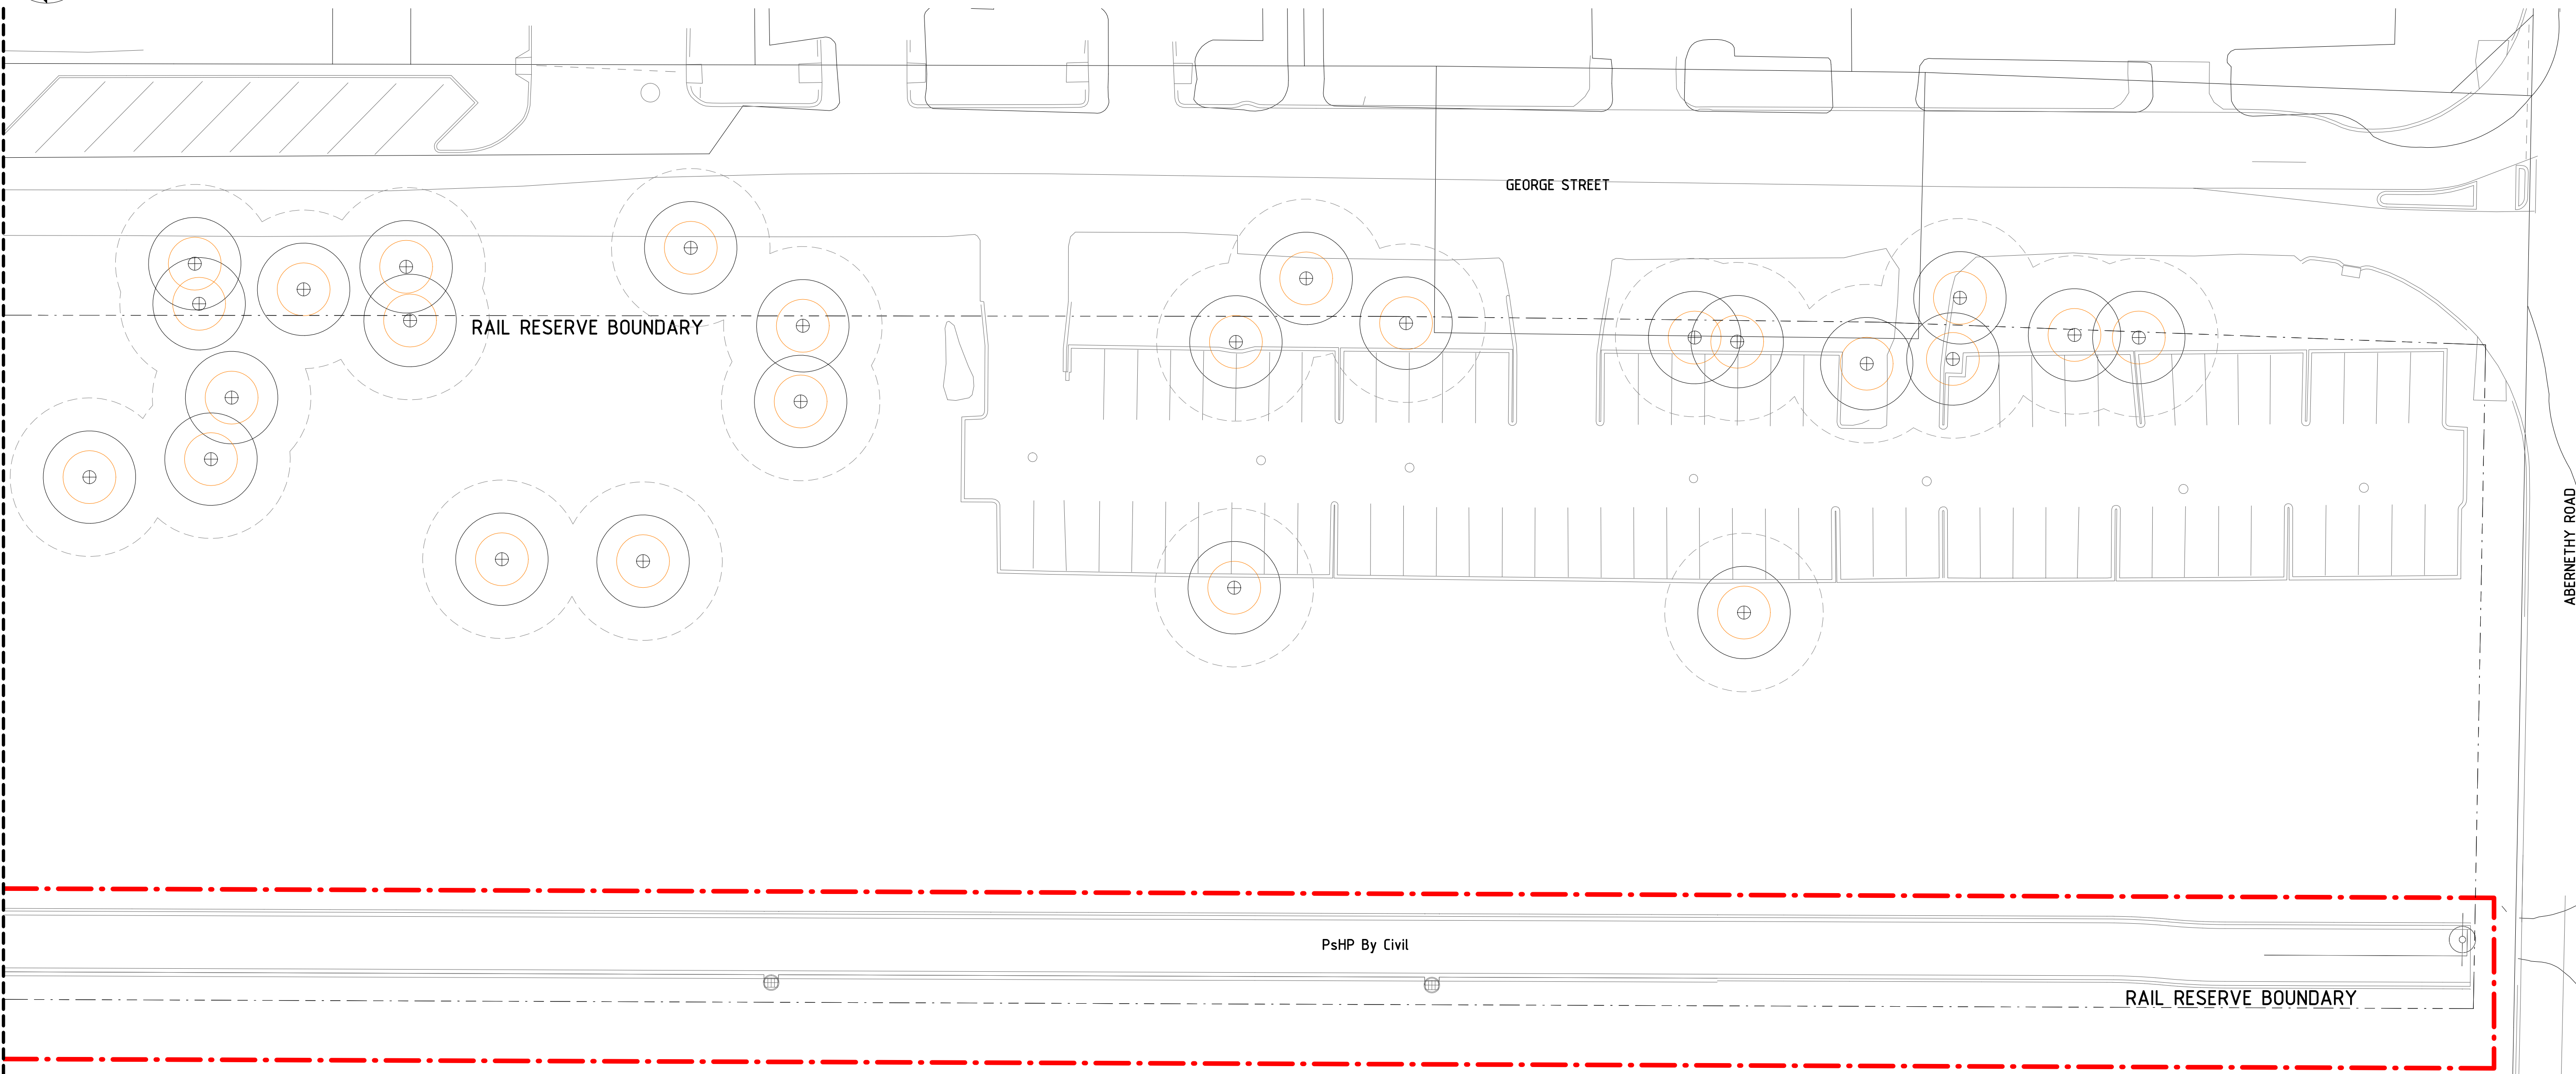 GEORGE STREET
RAIL RESERVE BOUNDARY
ABERNETHY ROAD
PsHP By Civil
RAIL RESERVE BOUNDARY